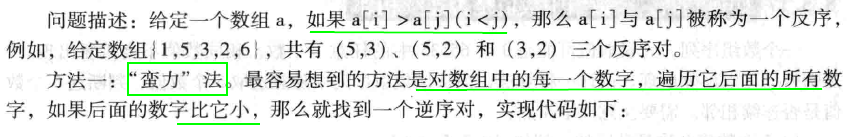 问题描述：给定一个数组 a，如果 a[i] >a[j](i<j)，那么 a[i]与 a[j]被称为一个反序，
例如，给定数组{1,5,3,2,6}，共有 (5,3)、(5,2) 和 (3,2) 三个反序对。
方法一：“蛮力”法。最容易想到的方法是对数组中的每一个数字，遍历它后面的所有数
字，如果后面的数字比它小，那么就找到一个逆序对，实现代码如下：